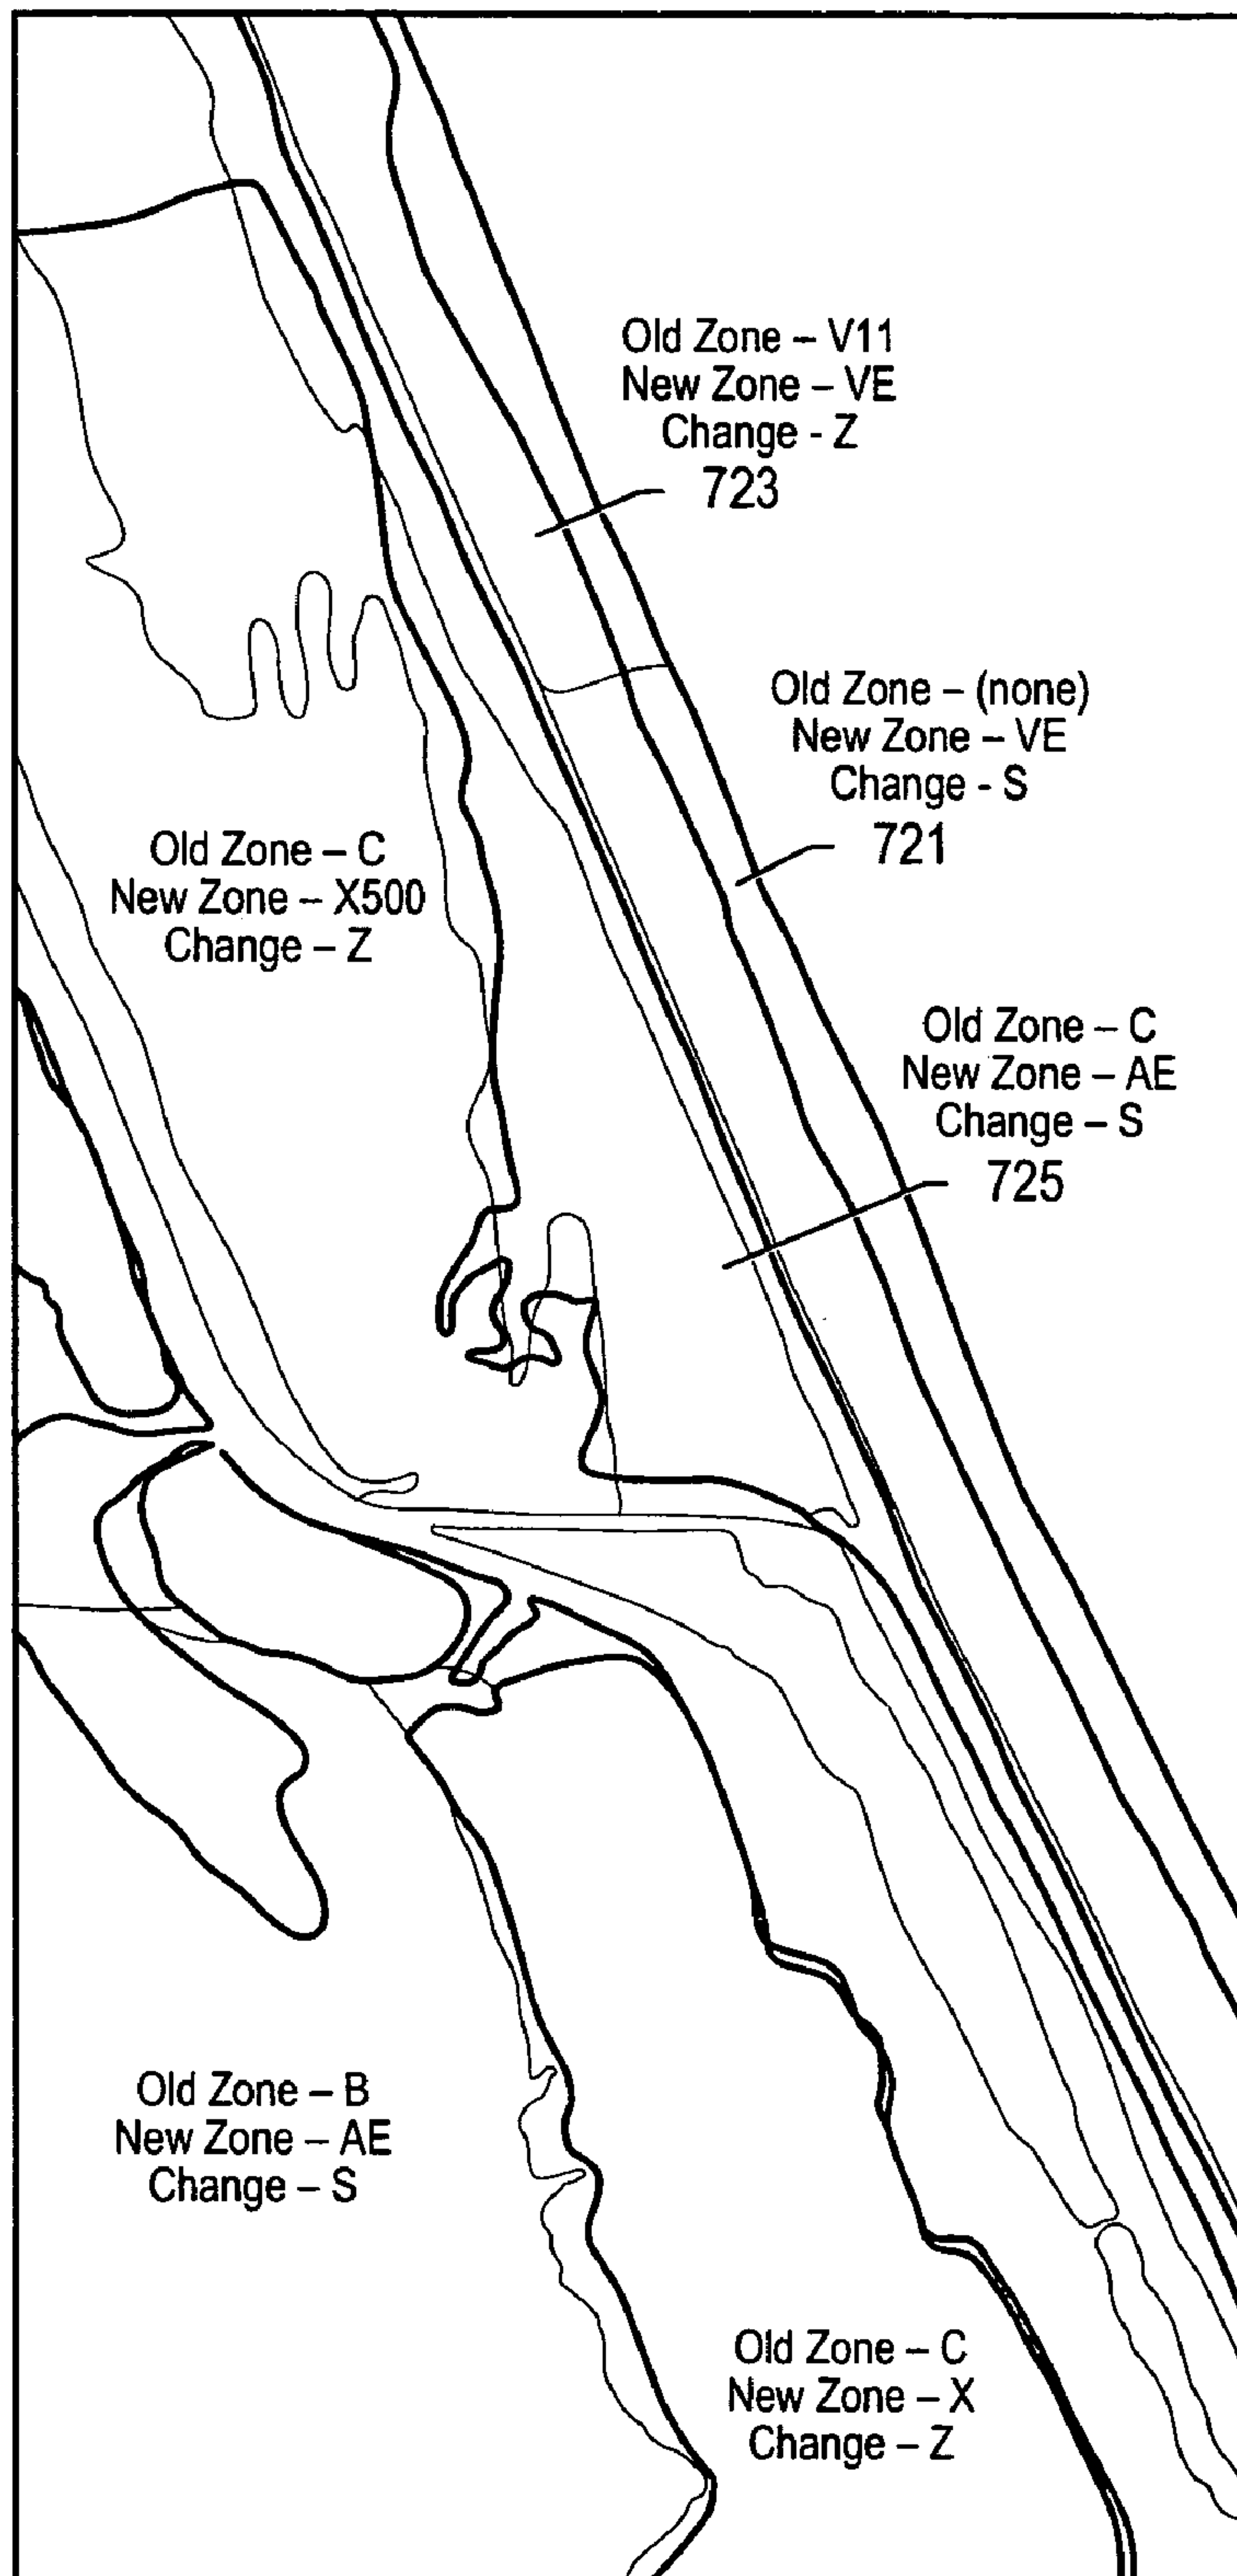 Old Zone – V11
New Zone – VE
Change - Z
723
Old Zone – (none)
New Zone – VE
Change - S
721
Old Zone – C
New Zone – X500
Change – Z
Old Zone – C
New Zone – AE
Change – S
725
Old Zone – B
New Zone – AE
Change – S
Old Zone – C
New Zone – X
Change – Z